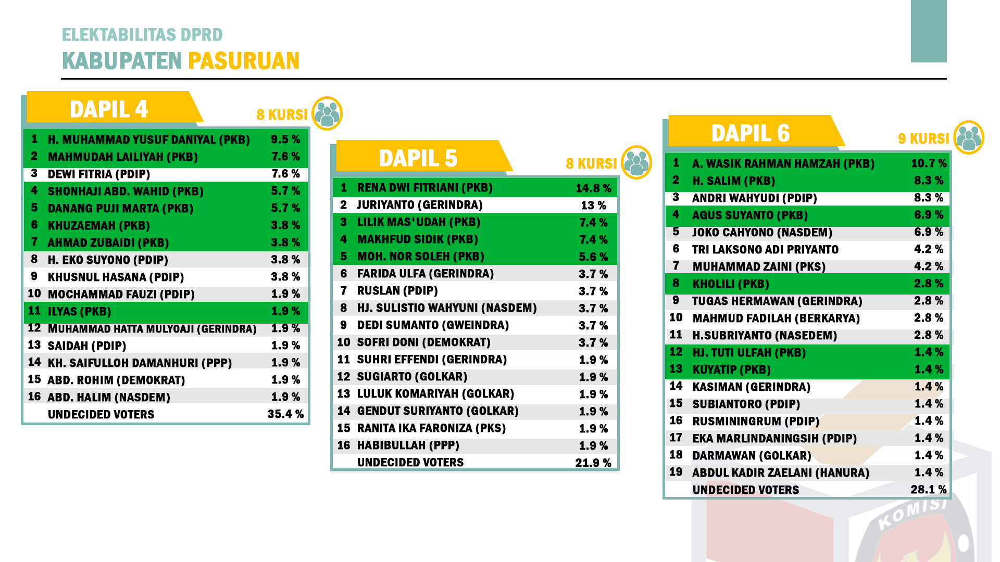 ELEKTABILITAS DPRD
KABUPATEN PASURUAN
DAPIL 4
8 KURSI
1 H. MUHAMMAD YUSUF DANIYAL (PKB) 9.5 %
2 MAHMUDAH LAILIYAH (PKB) 7.6 %
3 DEWI FITRIA (PDIP) 7.6 %
4 SHONHAJI ABD. WAHID (PKB) 5.7 %
5 DANANG PUJI MARTA (PKB) 5.7 %
6 KHUZAEMAH (PKB) 3.8 %
7 AHMAD ZUBAIDI (PKB) 3.8 %
8 H. EKO SUYONO (PDIP) 3.8 %
9 KHUSNUL HASANA (PDIP) 3.8 %
10 MOCHAMMAD FAUZI (PDIP) 1.9 %
11 ILYAS (PKB) 1.9 %
12 MUHAMMAD HATTA MULYOAJI (GERINDRA) 1.9 %
13 SAIDAH (PDIP) 1.9 %
14 KH. SAIFULLOH DAMANHURI (PPP) 1.9 %
15 ABD. ROHIM (DEMOKRAT) 1.9 %
16 ABD. HALIM (NASDEM) 1.9 %
UNDECIDED VOTERS 35.4 %
DAPIL 5
8 KURSI
1 RENA DWI FITRIANI (PKB) 14.8 %
2 JURIYANTO (GERINDRA) 13 %
3 LILIK MAS'UDAH (PKB) 7.4 %
4 MAKHFUD SIDIK (PKB) 7.4 %
5 MOH. NOR SOLEH (PKB) 5.6 %
6 FARIDA ULFA (GERINDRA) 3.7 %
7 RUSLAN (PDIP) 3.7 %
8 HJ. SULISTIO WAHYUNI (NASDEM) 3.7 %
9 DEDI SUMANTO (GWEINDRA) 3.7 %
10 SOFRI DONI (DEMOKRAT) 3.7 %
11 SUHRI EFFENDI (GERINDRA) 1.9 %
12 SUGIARTO (GOLKAR) 1.9 %
13 LULUK KOMARIYAH (GOLKAR) 1.9 %
14 GENDUT SURIYANTO (GOLKAR) 1.9 %
15 RANITA IKA FARONIZA (PKS) 1.9 %
16 HABIBULLAH (PPP) 1.9 %
UNDECIDED VOTERS 21.9 %
DAPIL 6
9 KURSI
1 A. WASIK RAHMAN HAMZAH (PKB) 10.7 %
2 H. SALIM (PKB) 8.3 %
3 ANDRI WAHYUDI (PDIP) 8.3 %
4 AGUS SUYANTO (PKB) 6.9 %
5 JOKO CAHYONO (NASDEM) 6.9 %
6 TRI LAKSONO ADI PRIYANTO 4.2 %
7 MUHAMMAD ZAINI (PKS) 4.2 %
8 KHOLILI (PKB) 2.8 %
9 TUGAS HERMAWAN (GERINDRA) 2.8 %
10 MAHMUD FADILAH (BERKARYA) 2.8 %
11 H.SUBRIYANTO (NASEDEM) 2.8 %
12 HJ. TUTI ULFAH (PKB) 1.4 %
13 KUYATIP (PKB) 1.4 %
14 KASIMAN (GERINDRA) 1.4 %
15 SUBIANTORO (PDIP) 1.4 %
16 RUSMININGRUM (PDIP) 1.4 %
17 EKA MARLINDANINGSIH (PDIP) 1.4 %
18 DARMAWAN (GOLKAR) 1.4 %
19 ABDUL KADIR ZAELANI (HANURA) 1.4 %
UNDECIDED VOTERS 28.1 %
KOMISI